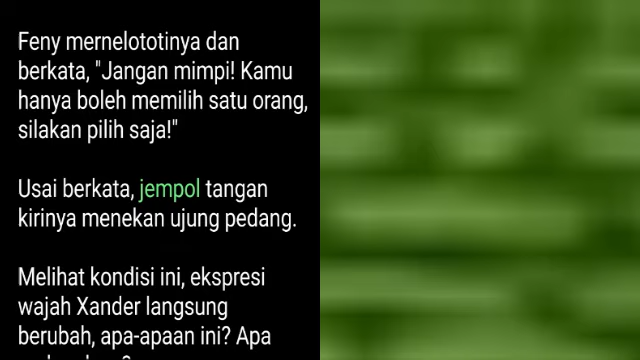 Feny mernelototinya dan
berkata, "Jangan mimpi! Kamu
hanya boleh memilih satu orang,
silakan pilih saja!"
Usai berkata, jempol tangan
kirinya menekan ujung pedang.
Melihat kondisi ini, ekspresi
wajah Xander langsung
berubah, apa-apaan ini? Apa